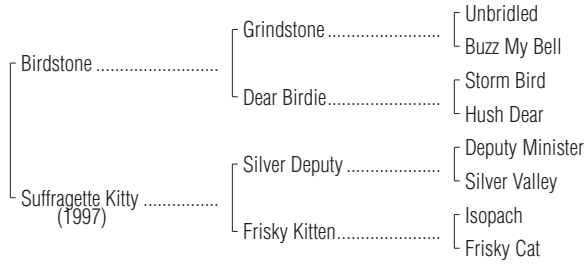 Unbridled
Grindstone ........................
Buzz My Bell
Birdstone ..........................
Storm Bird
Dear Birdie........................
Hush Dear
Deputy Minister
Silver Deputy ....................
Silver Valley
Suffragette Kitty ................
(1997)
Isopach
Frisky Kitten......................
Frisky Cat